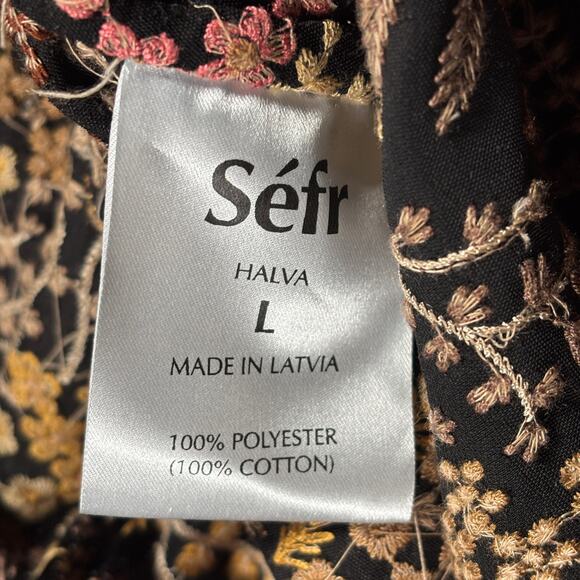 Séfr
HALVA
L
MADE IN LATVIA
100% POLYESTER
(100% COTTON)